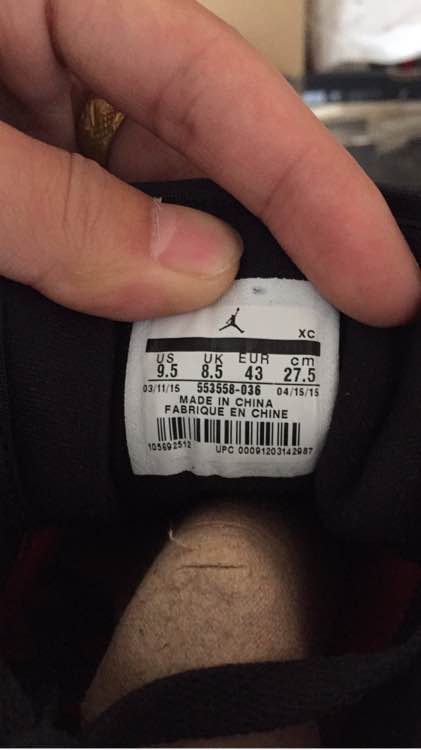 XC
US UK EUR cm
9.5 8.5 43 27.5
03/11/15 553558-036 04/15/15
MADE IN CHINA
FABRIQUE EN CHINE
105692512 UPC 00091203142987